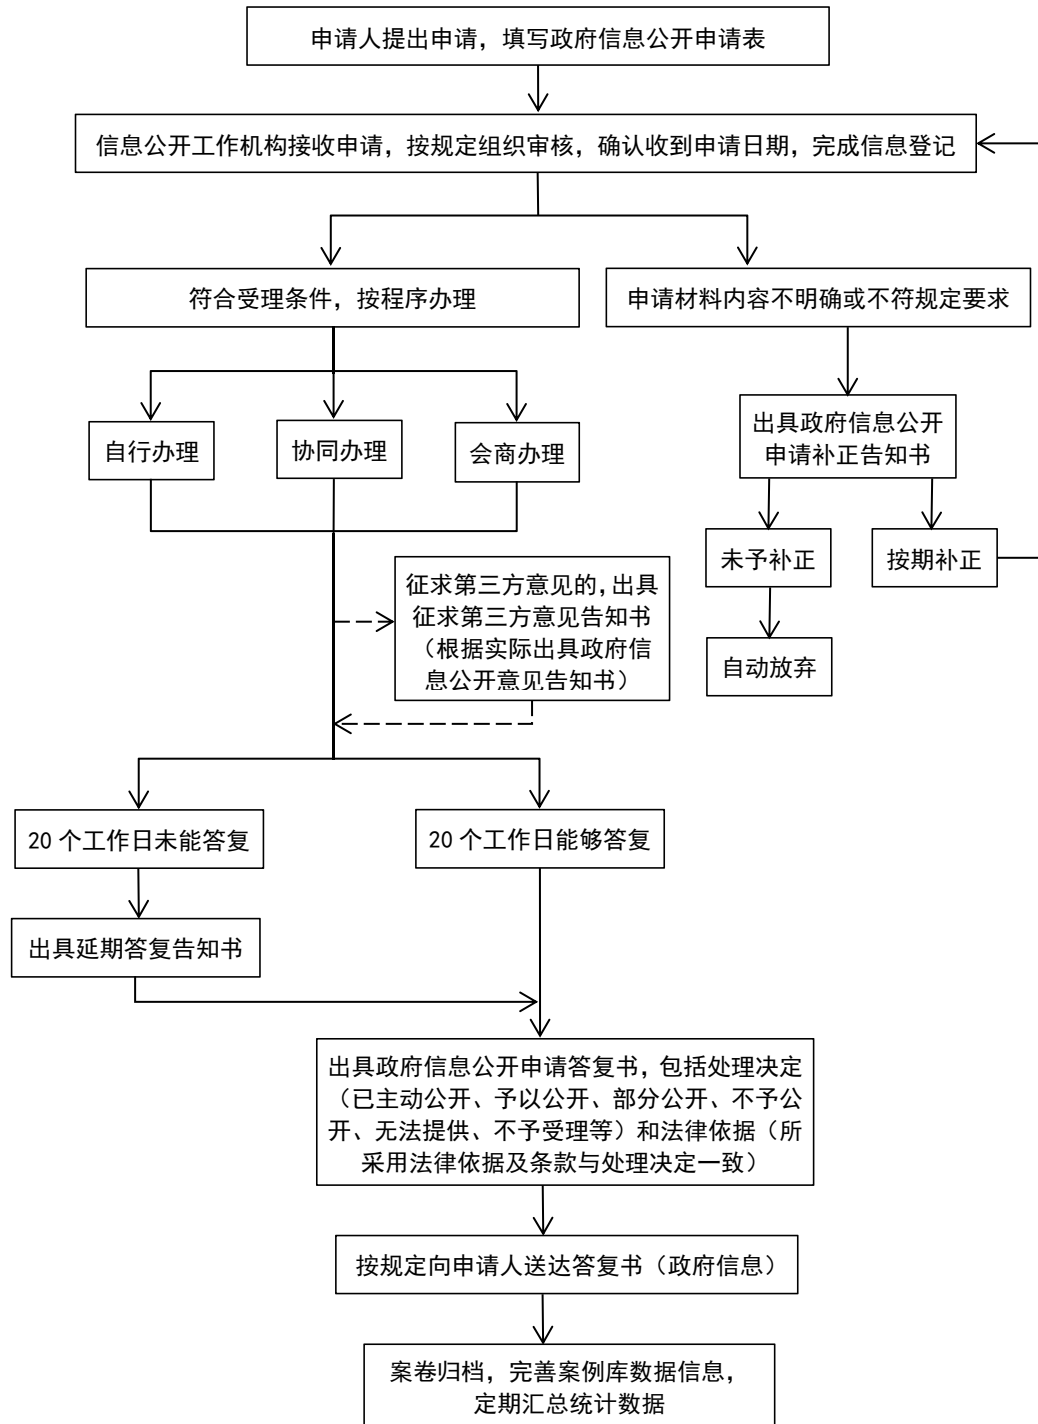 申请人提出申请，填写政府信息公开申请表
信息公开工作机构接收申请，按规定组织审核，确认收到申请日期，完成信息登记
符合受理条件，按程序办理
申请材料内容不明确或不符规定要求
自行办理
协同办理
会商办理
出具政府信息公开
申请补正告知书
未予补正
按期补正
自动放弃
征求第三方意见的，出具
征求第三方意见告知书
（根据实际出具政府信
息公开意见告知书）
20 个工作日未能答复
20 个工作日能够答复
出具延期答复告知书
出具政府信息公开申请答复书，包括处理决定
（已主动公开、予以公开、部分公开、不予公
开、无法提供、不予受理等）和法律依据（所
采用法律依据及条款与处理决定一致）
按规定向申请人送达答复书（政府信息）
案卷归档，完善案例库数据信息，
定期汇总统计数据